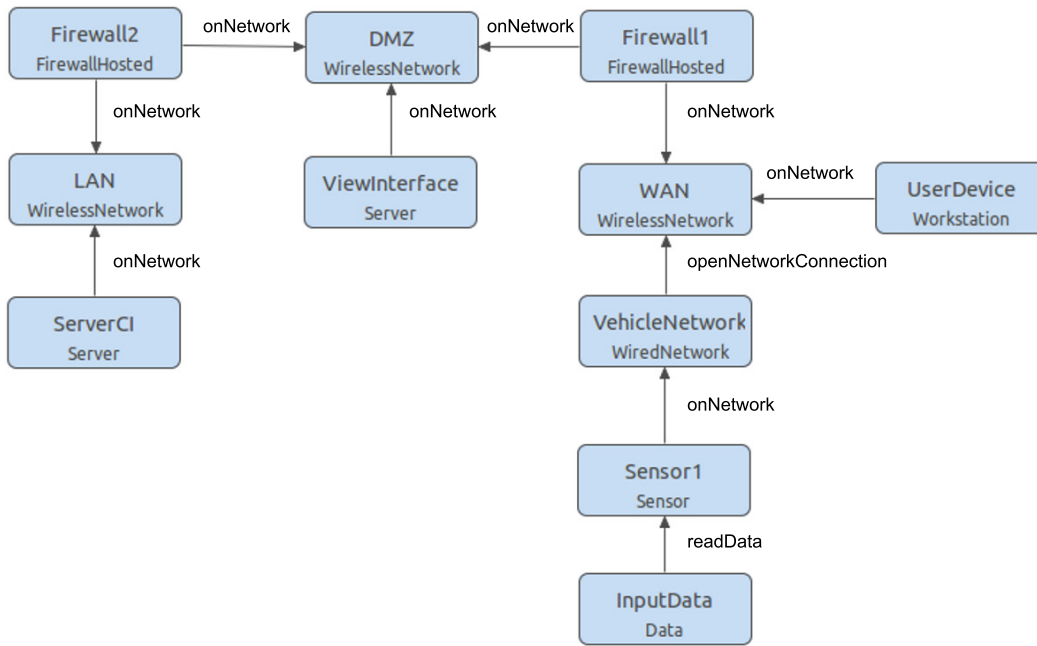 Firewall2
FirewallHosted
onNetwork
DMZ
WirelessNetwork
onNetwork
Firewall1
FirewallHosted
onNetwork
onNetwork
onNetwork
LAN
WirelessNetwork
ViewInterface
Server
WAN
WirelessNetwork
onNetwork
UserDevice
Workstation
onNetwork
openNetworkConnection
ServerCI
Server
VehicleNetwork
WiredNetwork
onNetwork
Sensor1
Sensor
readData
InputData
Data